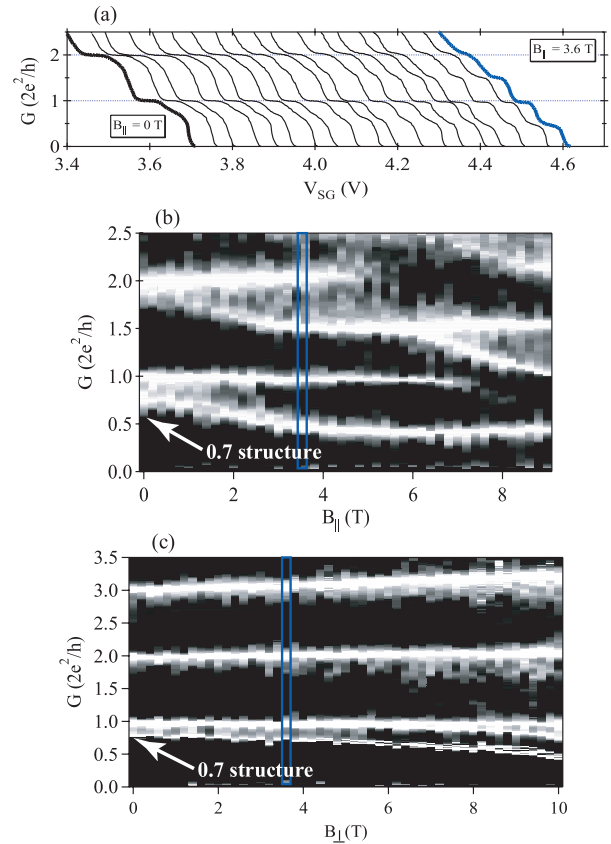 (a)
G (2e²/h)
2
1
0
B∥ = 0 T
B∥ = 3.6 T
3.4 3.6 3.8 4.0 4.2 4.4 4.6
V_SG (V)
(b)
G (2e²/h)
2.5
2.0
1.5
1.0
0.5
0.0
0.7 structure
0 2 4 6 8
B∥ (T)
(c)
G (2e²/h)
3.5
3.0
2.5
2.0
1.5
1.0
0.5
0.0
0.7 structure
0 2 4 6 8 10
B⊥(T)